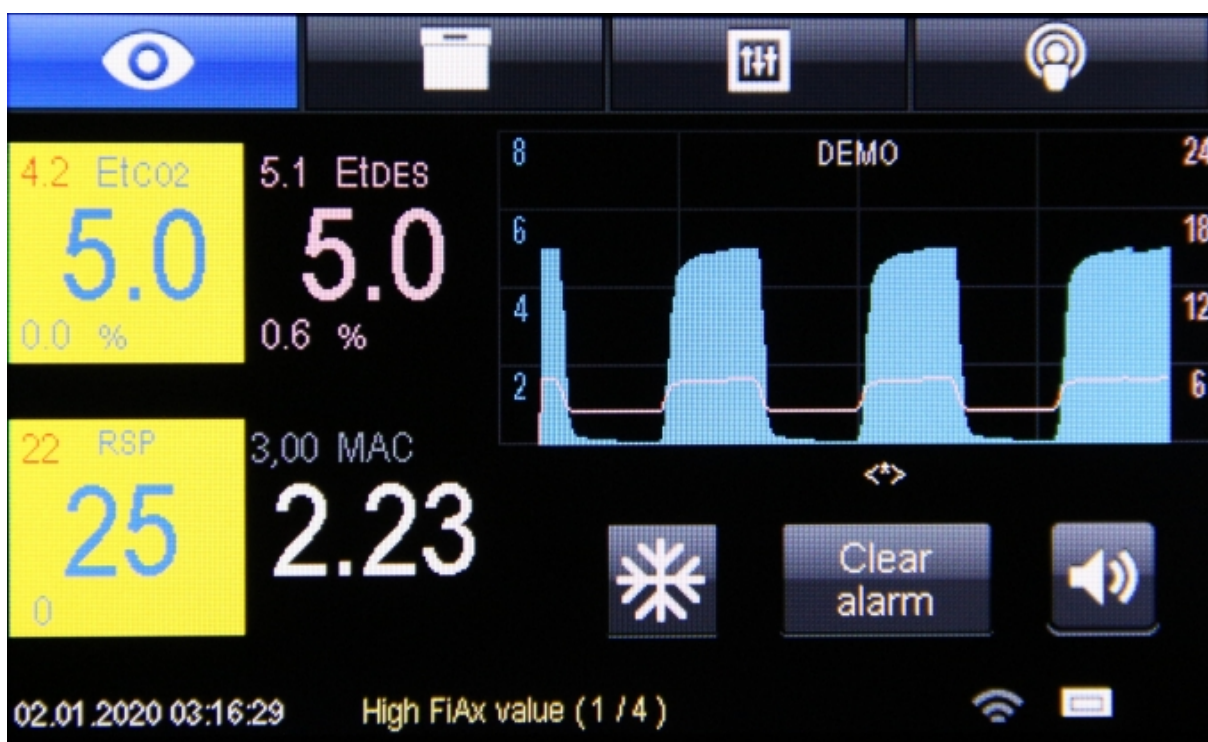 4.2 EtCO2
5.0
0.0 %
5.1 EtDES
5.0
0.6 %
22 RSP
25
0
3,00 MAC
2.23
8
6
4
2
DEMO
24
18
12
6
<*>
Clear
alarm
02.01.2020 03:16:29
High FiAx value ( 1 / 4 )